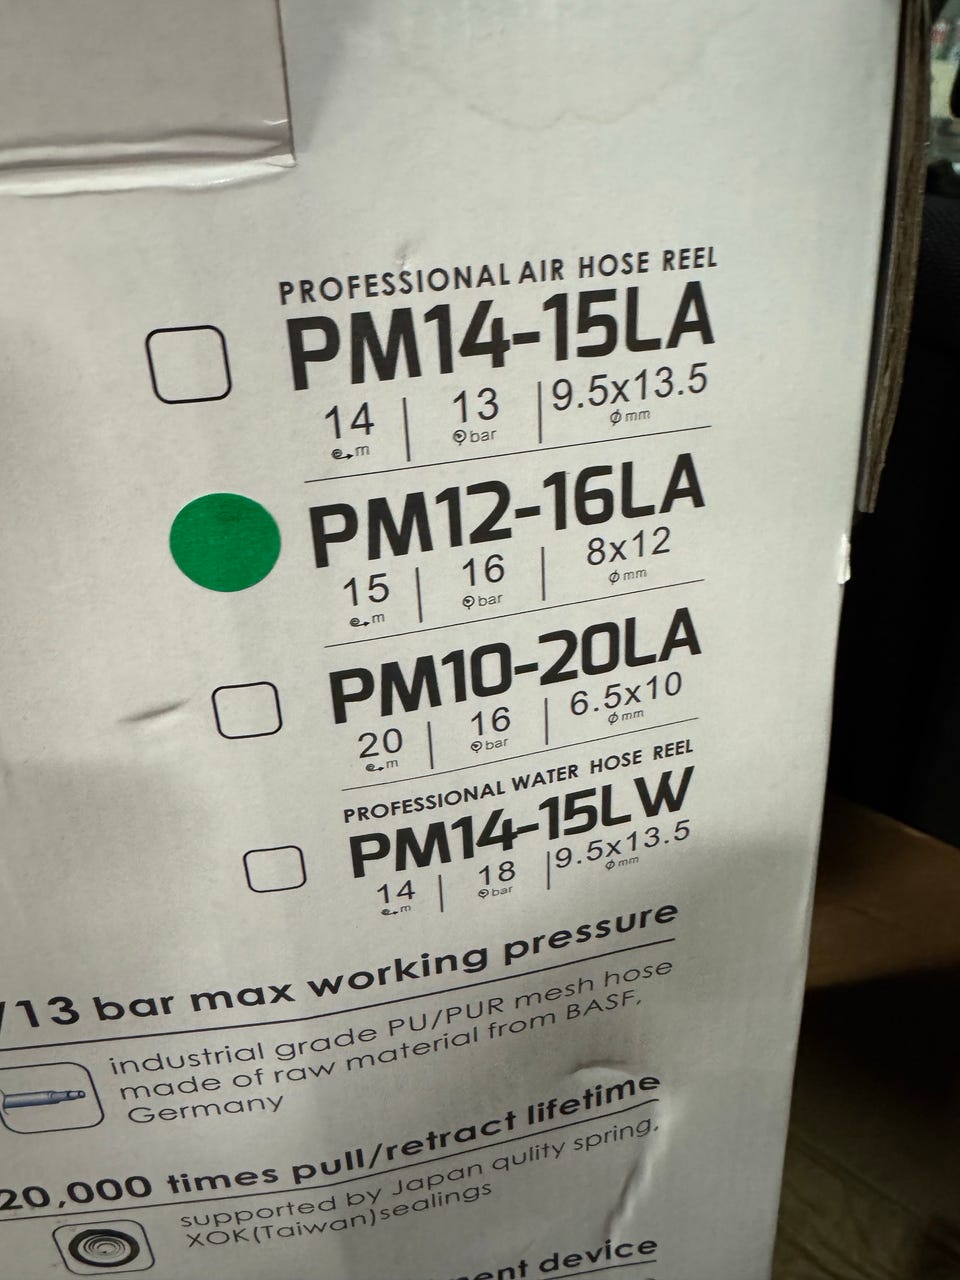 PROFESSIONAL AIR HOSE REEL
PM14-15LA
14 | 13 | 9.5x13.5
m bar ømm
PM12-16LA
15 | 16 | 8x12
m bar ømm
PM10-20LA
20 | 16 | 6.5x10
m bar ømm
PROFESSIONAL WATER HOSE REEL
PM14-15LW
14 | 18 | 9.5x13.5
m bar ømm
/13 bar max working pressure
industrial grade PU/PUR mesh hose
made of raw material from BASF,
Germany
20,000 times pull/retract lifetime
supported by Japan qulity spring,
XOK(Taiwan)sealings
device